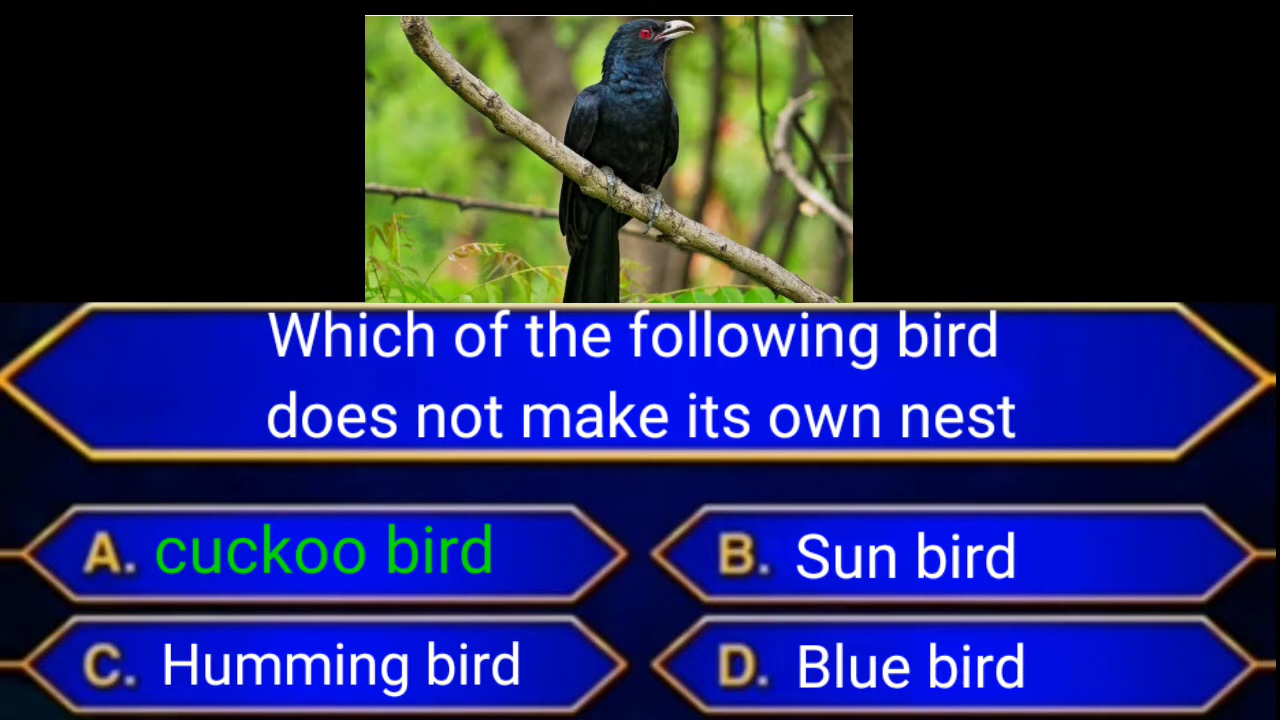 Which of the following bird
does not make its own nest
A. cuckoo bird
B. Sun bird
C. Humming bird
D. Blue bird